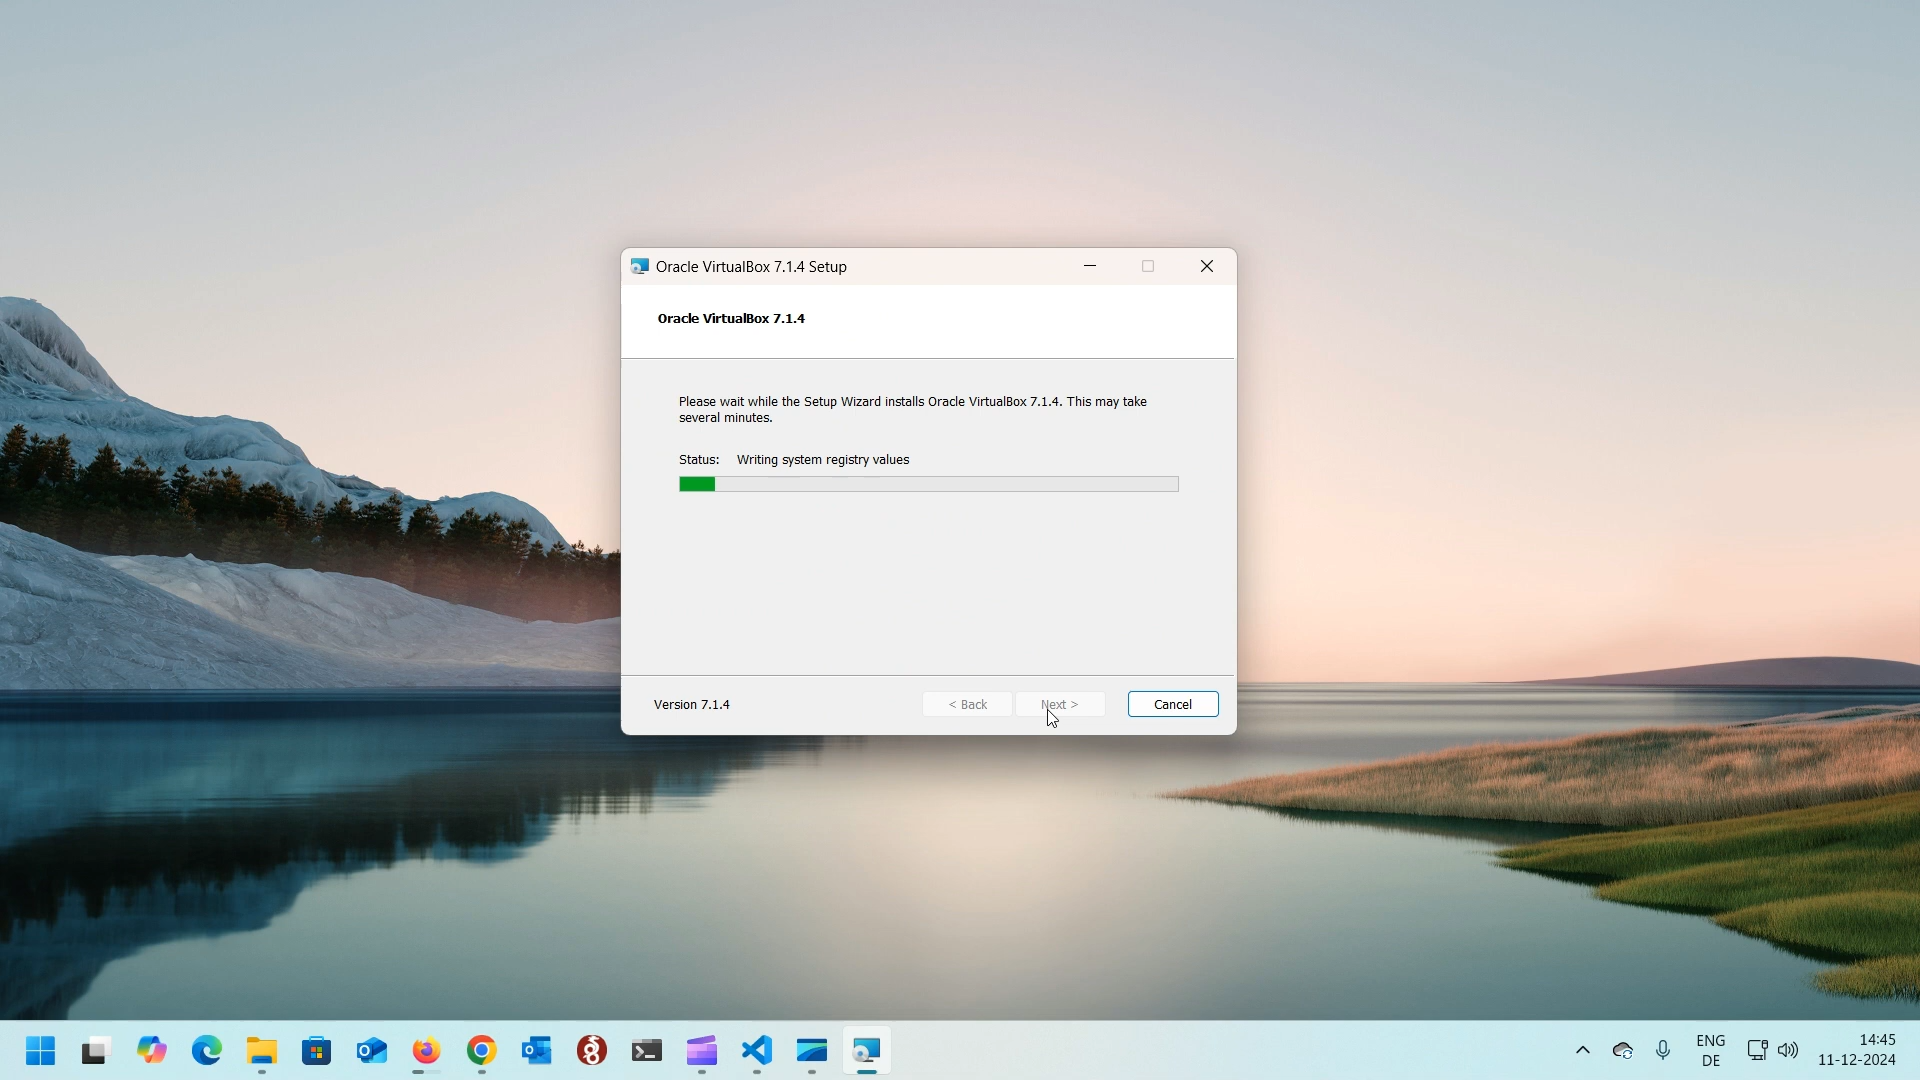 Oracle VirtualBox 7.1.4 Setup
Oracle VirtualBox 7.1.4
Please wait while the Setup Wizard installs Oracle VirtualBox 7.1.4. This may take
several minutes.
Status: Writing system registry values
Version 7.1.4
< Back
Next >
Cancel
ENG
DE
14:45
11-12-2024